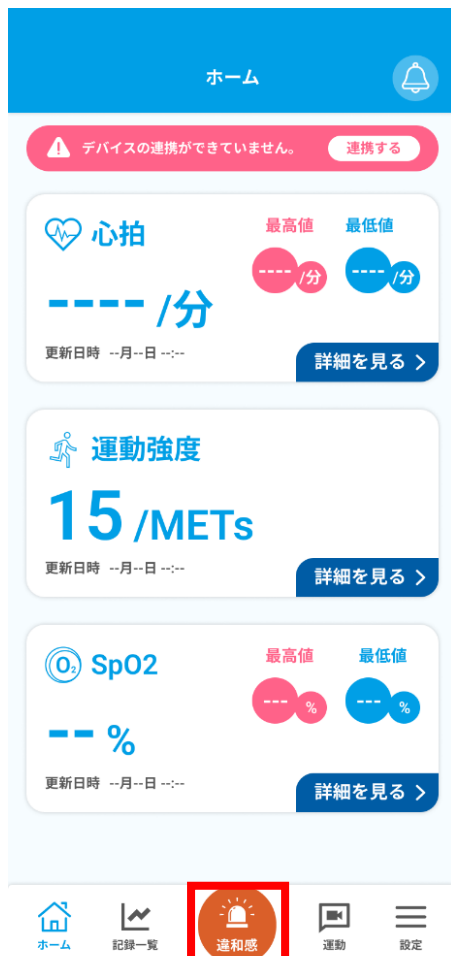 ホーム
デバイスの連携ができていません。 連携する
心拍 最高値 最低値
---- /分 ---- /分
---- /分
更新日時 --月--日 --:--
詳細を見る
運動強度
15 /METs
更新日時 --月--日 --:--
詳細を見る
O₂ SpO2 最高値 最低値
--- % --- %
-- %
更新日時 --月--日 --:--
詳細を見る
ホーム 記録一覧 違和感 運動 設定